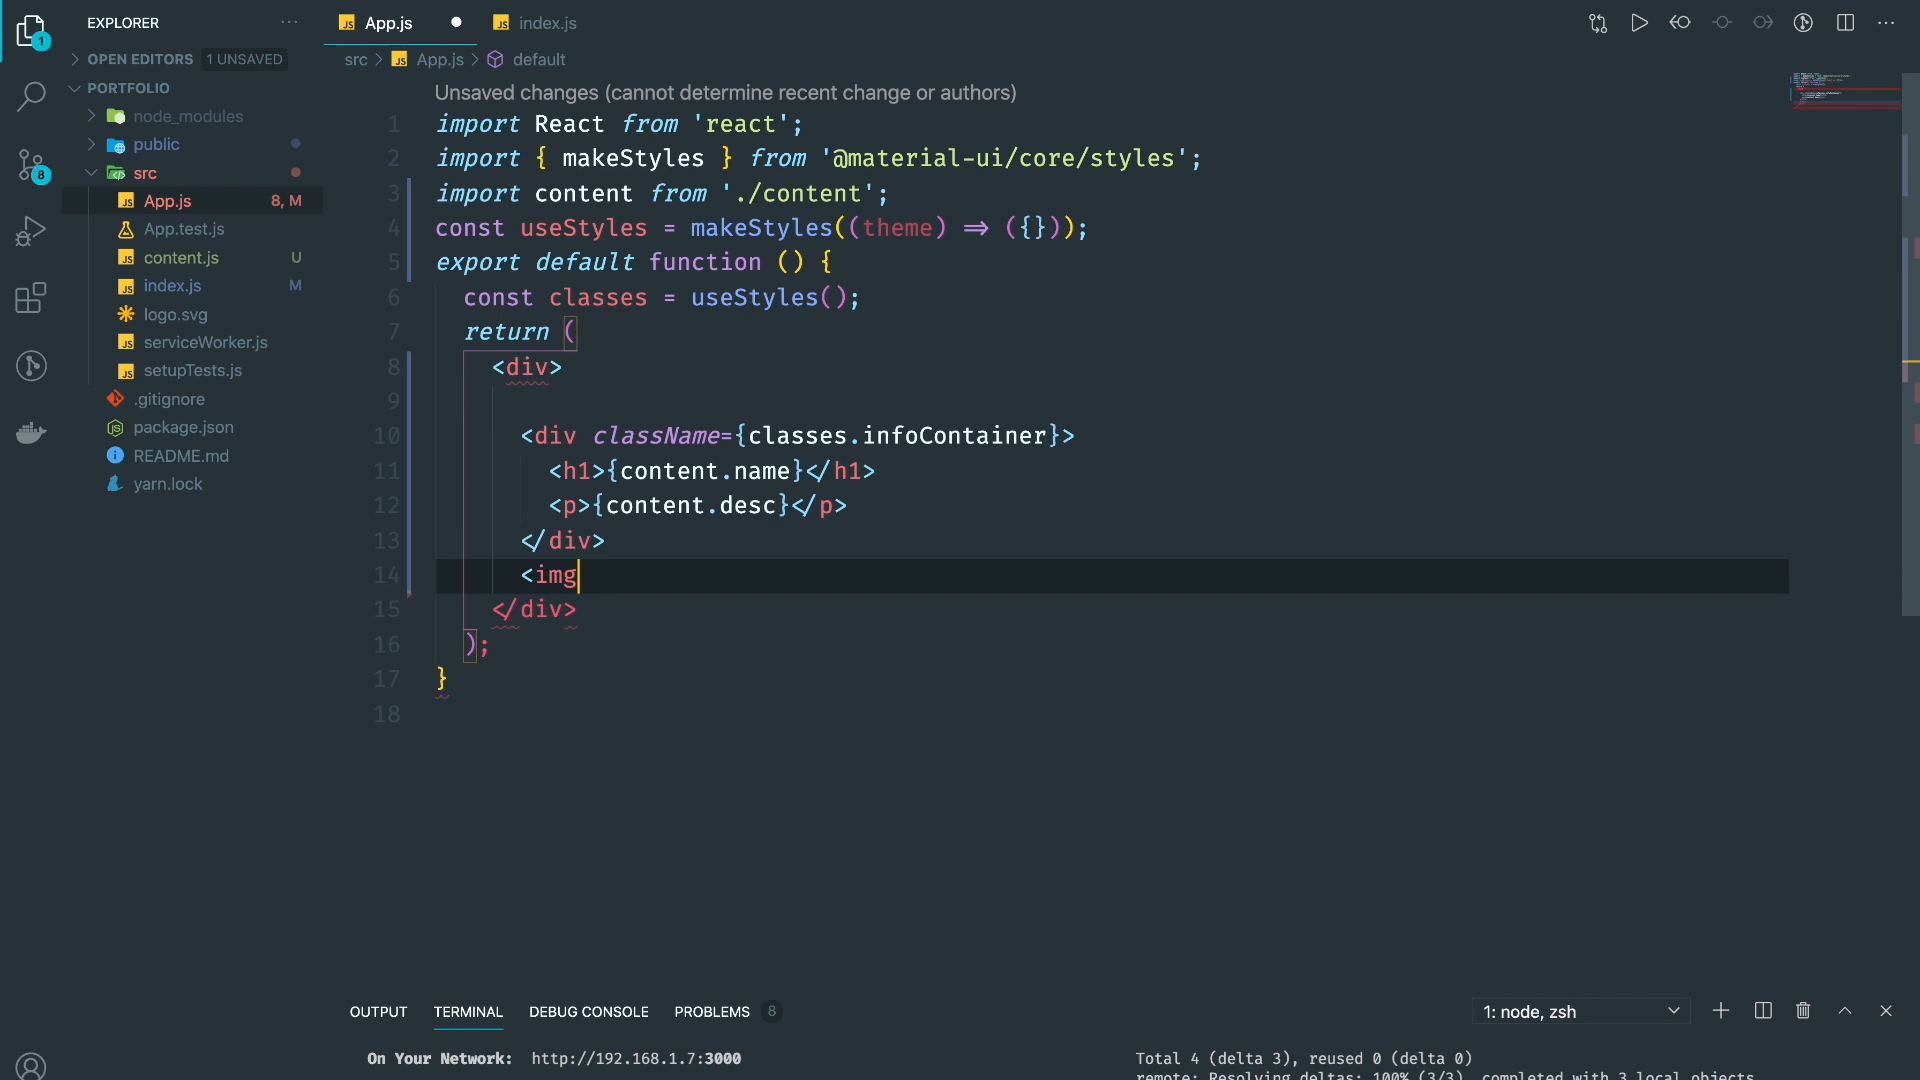 EXPLORER
OPEN EDITORS 1 UNSAVED
PORTFOLIO
node_modules
public
src
App.js 8, M
App.test.js
content.js U
index.js M
logo.svg
serviceWorker.js
setupTests.js
.gitignore
package.json
README.md
yarn.lock
1
8
JS App.js
JS index.js
src > JS App.js > default
Unsaved changes (cannot determine recent change or authors)
1 import React from 'react';
2 import { makeStyles } from '@material-ui/core/styles';
3 import content from './content';
4 const useStyles = makeStyles((theme) => ({}));
5 export default function () {
6 const classes = useStyles();
7 return (
8 <div>
9
10 <div className={classes.infoContainer}>
11 <h1>{content.name}</h1>
12 <p>{content.desc}</p>
13 </div>
14 <img
15 </div>
16 );
17 }
18
OUTPUT TERMINAL DEBUG CONSOLE PROBLEMS 8
1: node, zsh
On Your Network: http://192.168.1.7:3000
Total 4 (delta 3), reused 0 (delta 0)
remote: Resolving deltas: 100% (3/3), completed with 3 local objects